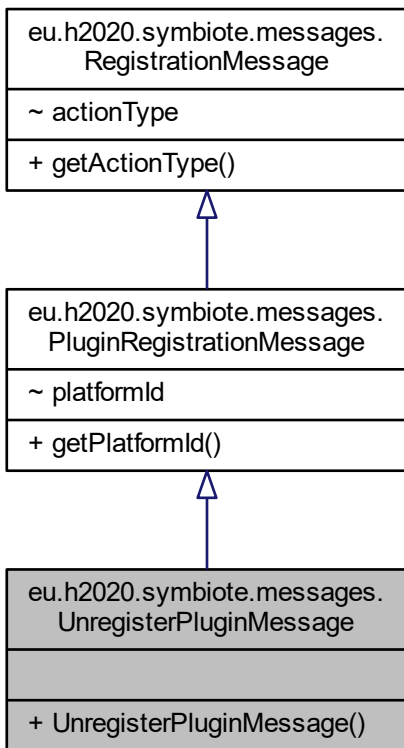 eu.h2020.symbiote.messages.
RegistrationMessage
~ actionType
+ getActionType()
eu.h2020.symbiote.messages.
PluginRegistrationMessage
~ platformId
+ getPlatformId()
eu.h2020.symbiote.messages.
UnregisterPluginMessage
+ UnregisterPluginMessage()